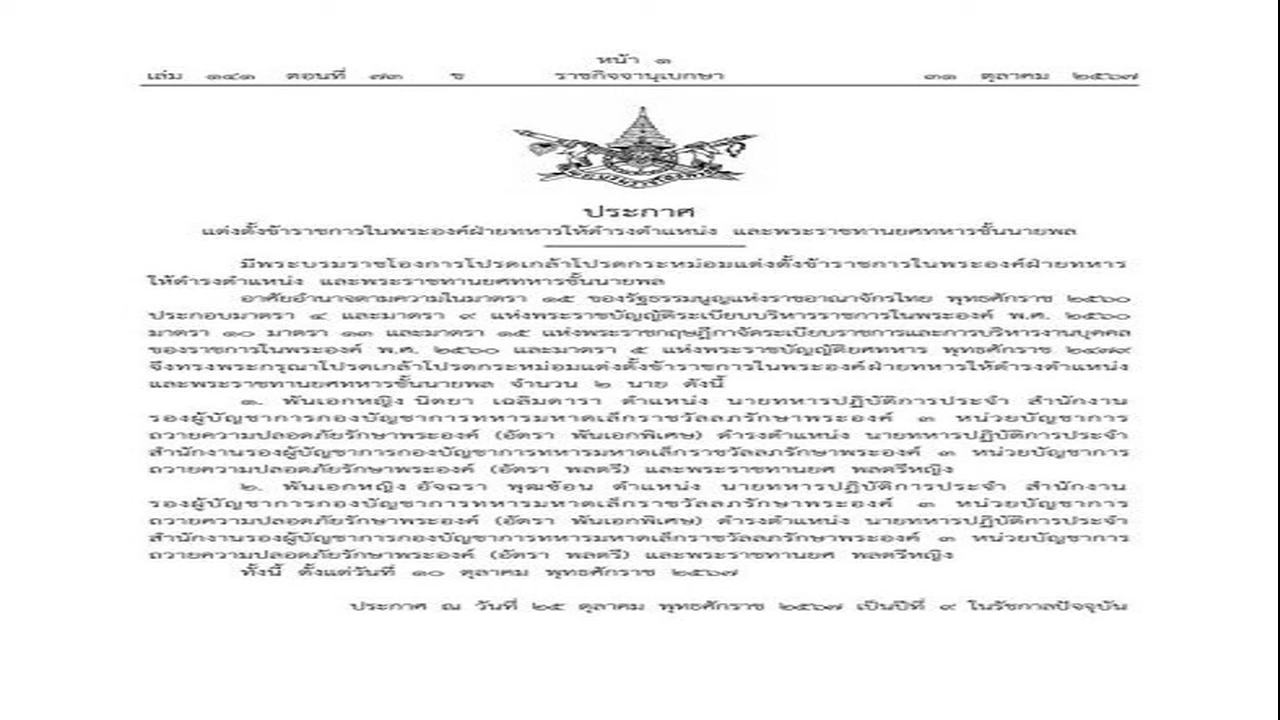 หน้า ๑
เล่ม ๑๔๑ ตอนที่ ๗๓ ข ราชกิจจานุเบกษา ๓๑ ตุลาคม ๒๕๖๗
ประกาศ
แต่งตั้งข้าราชการในพระองค์ฝ่ายทหารให้ดำรงตำแหน่ง และพระราชทานยศทหารชั้นนายพล
มีพระบรมราชโองการโปรดเกล้าโปรดกระหม่อมแต่งตั้งข้าราชการในพระองค์ฝ่ายทหาร
ให้ดำรงตำแหน่ง และพระราชทานยศทหารชั้นนายพล
อาศัยอำนาจตามความในมาตรา ๑๕ ของรัฐธรรมนูญแห่งราชอาณาจักรไทย พุทธศักราช ๒๕๖๐
ประกอบมาตรา ๔ และมาตรา ๙ แห่งพระราชบัญญัติระเบียบบริหารราชการในพระองค์ พ.ศ. ๒๕๖๐
มาตรา ๑๐ มาตรา ๑๓ และมาตรา ๑๕ แห่งพระราชกฤษฎีกาจัดระเบียบราชการและการบริหารงานบุคคล
ของราชการในพระองค์ พ.ศ. ๒๕๖๐ และมาตรา ๕ แห่งพระราชบัญญัติยศทหาร พุทธศักราช ๒๔๗๙
จึงทรงพระกรุณาโปรดเกล้าโปรดกระหม่อมแต่งตั้งข้าราชการในพระองค์ฝ่ายทหารให้ดำรงตำแหน่ง
และพระราชทานยศทหารชั้นนายพล จำนวน ๒ นาย ดังนี้
๑. พันเอกหญิง นิตยา เฉลิมดารา ตำแหน่ง นายทหารปฏิบัติการประจำ สำนักงาน
รองผู้บัญชาการกองบัญชาการทหารมหาดเล็กราชวัลลภรักษาพระองค์ ๓ หน่วยบัญชาการ
ถวายความปลอดภัยรักษาพระองค์ (อัตรา พันเอกพิเศษ) ดำรงตำแหน่ง นายทหารปฏิบัติการประจำ
สำนักงานรองผู้บัญชาการกองบัญชาการทหารมหาดเล็กราชวัลลภรักษาพระองค์ ๓ หน่วยบัญชาการ
ถวายความปลอดภัยรักษาพระองค์ (อัตรา พลตรี) และพระราชทานยศ พลตรีหญิง
๒. พันเอกหญิง อัจฉรา พุฒซ้อน ตำแหน่ง นายทหารปฏิบัติการประจำ สำนักงาน
รองผู้บัญชาการกองบัญชาการทหารมหาดเล็กราชวัลลภรักษาพระองค์ ๓ หน่วยบัญชาการ
ถวายความปลอดภัยรักษาพระองค์ (อัตรา พันเอกพิเศษ) ดำรงตำแหน่ง นายทหารปฏิบัติการประจำ
สำนักงานรองผู้บัญชาการกองบัญชาการทหารมหาดเล็กราชวัลลภรักษาพระองค์ ๓ หน่วยบัญชาการ
ถวายความปลอดภัยรักษาพระองค์ (อัตรา พลตรี) และพระราชทานยศ พลตรีหญิง
ทั้งนี้ ตั้งแต่วันที่ ๑๐ ตุลาคม พุทธศักราช ๒๕๖๗
ประกาศ ณ วันที่ ๒๕ ตุลาคม พุทธศักราช ๒๕๖๗ เป็นปีที่ ๙ ในรัชกาลปัจจุบัน